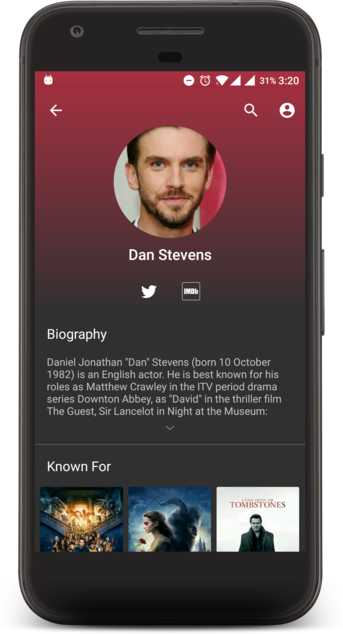 31% 3:20
Dan Stevens
IMDb
Biography
Daniel Jonathan "Dan" Stevens (born 10 October
1982) is an English actor. He is best known for his
roles as Matthew Crawley in the ITV period drama
series Downton Abbey, as "David" in the thriller film
The Guest, Sir Lancelot in Night at the Museum:
Known For
TOMBSTONES